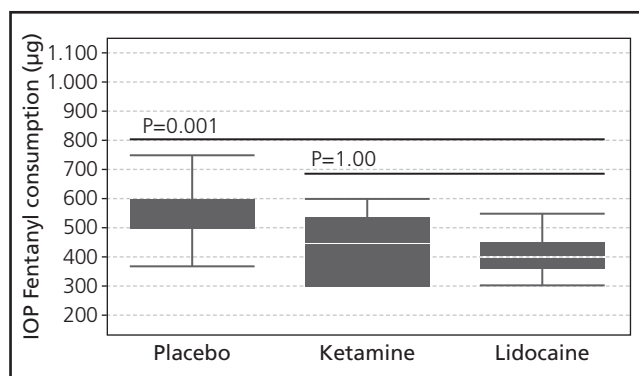 IOP Fentanyl consumption (µg)
1.100
1.000
900
800
700
600
500
400
300
200
P=0.001
P=1.00
Placebo Ketamine Lidocaine